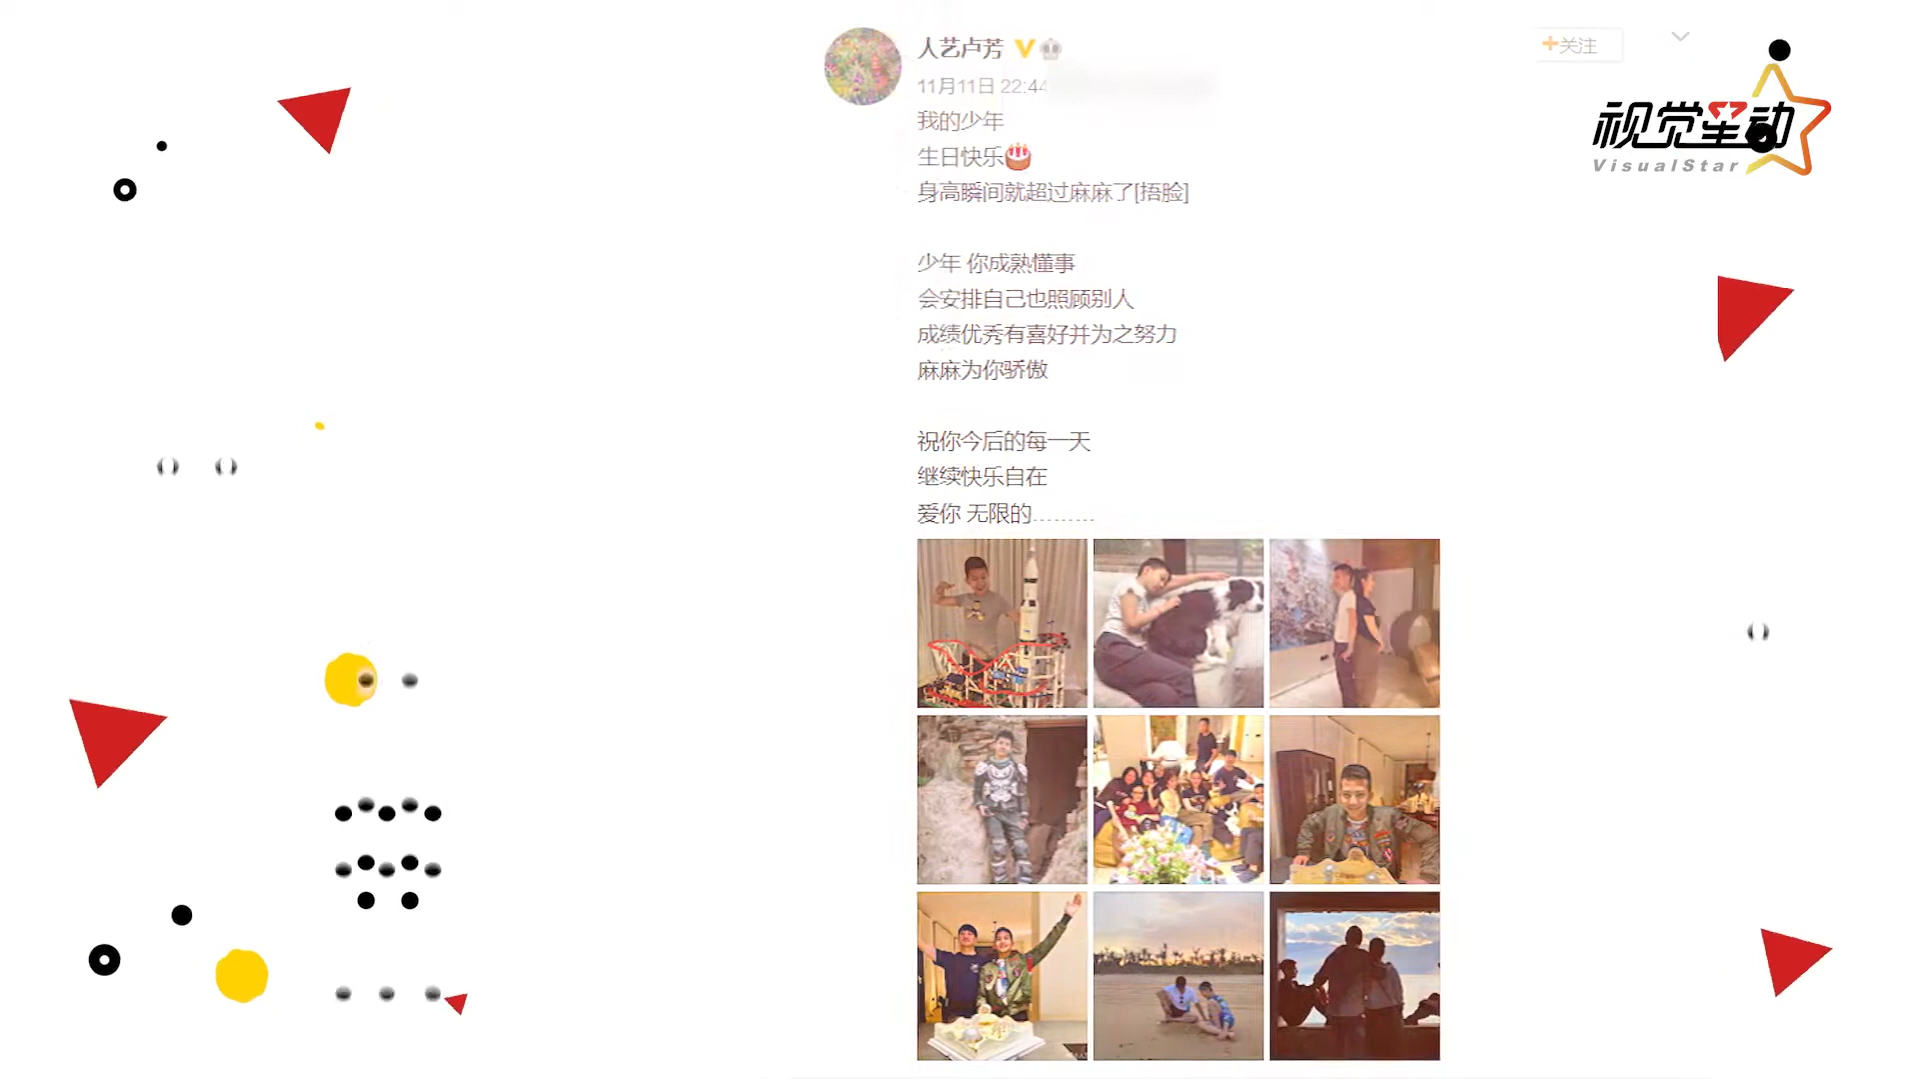 人艺卢芳
11月11日 22:44
+关注
视觉星动
VisualStar
我的少年
生日快乐🎂
身高瞬间就超过麻麻了[捂脸]
少年 你成熟懂事
会安排自己也照顾别人
成绩优秀有喜好并为之努力
麻麻为你骄傲
祝你今后的每一天
继续快乐自在
爱你 无限的………